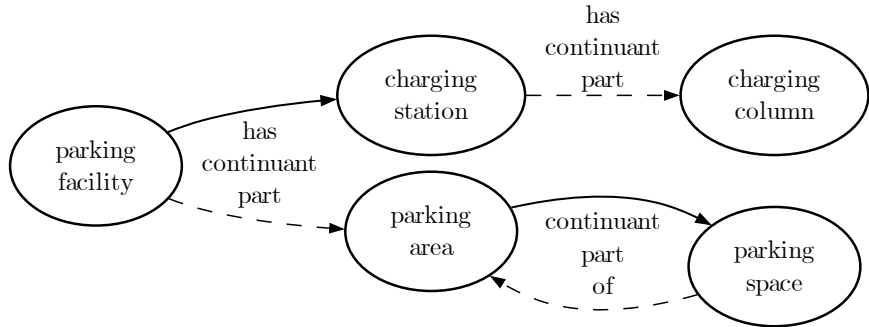 has
continuant
part
charging
station
charging
column
has
continuant
part
parking
facility
parking
area
continuant
part
of
parking
space